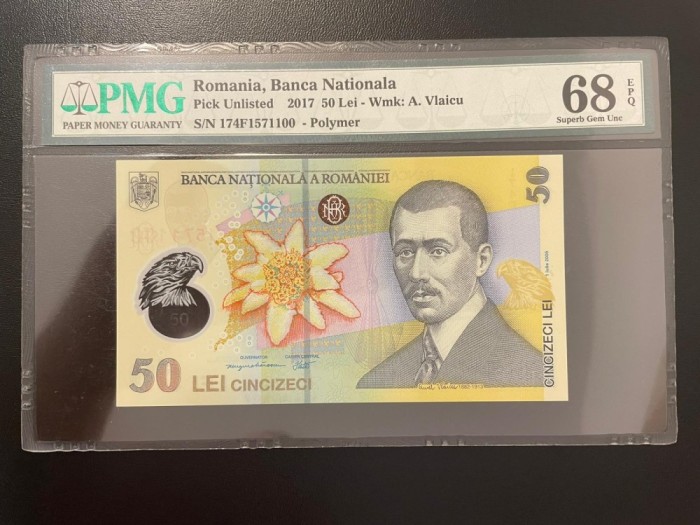 PMG
PAPER MONEY GUARANTY
Romania, Banca Nationala
Pick Unlisted 2017 50 Lei - Wmk: A. Vlaicu
S/N 174F1571100 - Polymer
68 EPQ
Superb Gem Unc
BANCA NAŢIONALĂ A ROMÂNIEI
50
50
GUVERNATOR CASIER CENTRAL
50 LEI CINCIZECI
CINCIZECI LEI